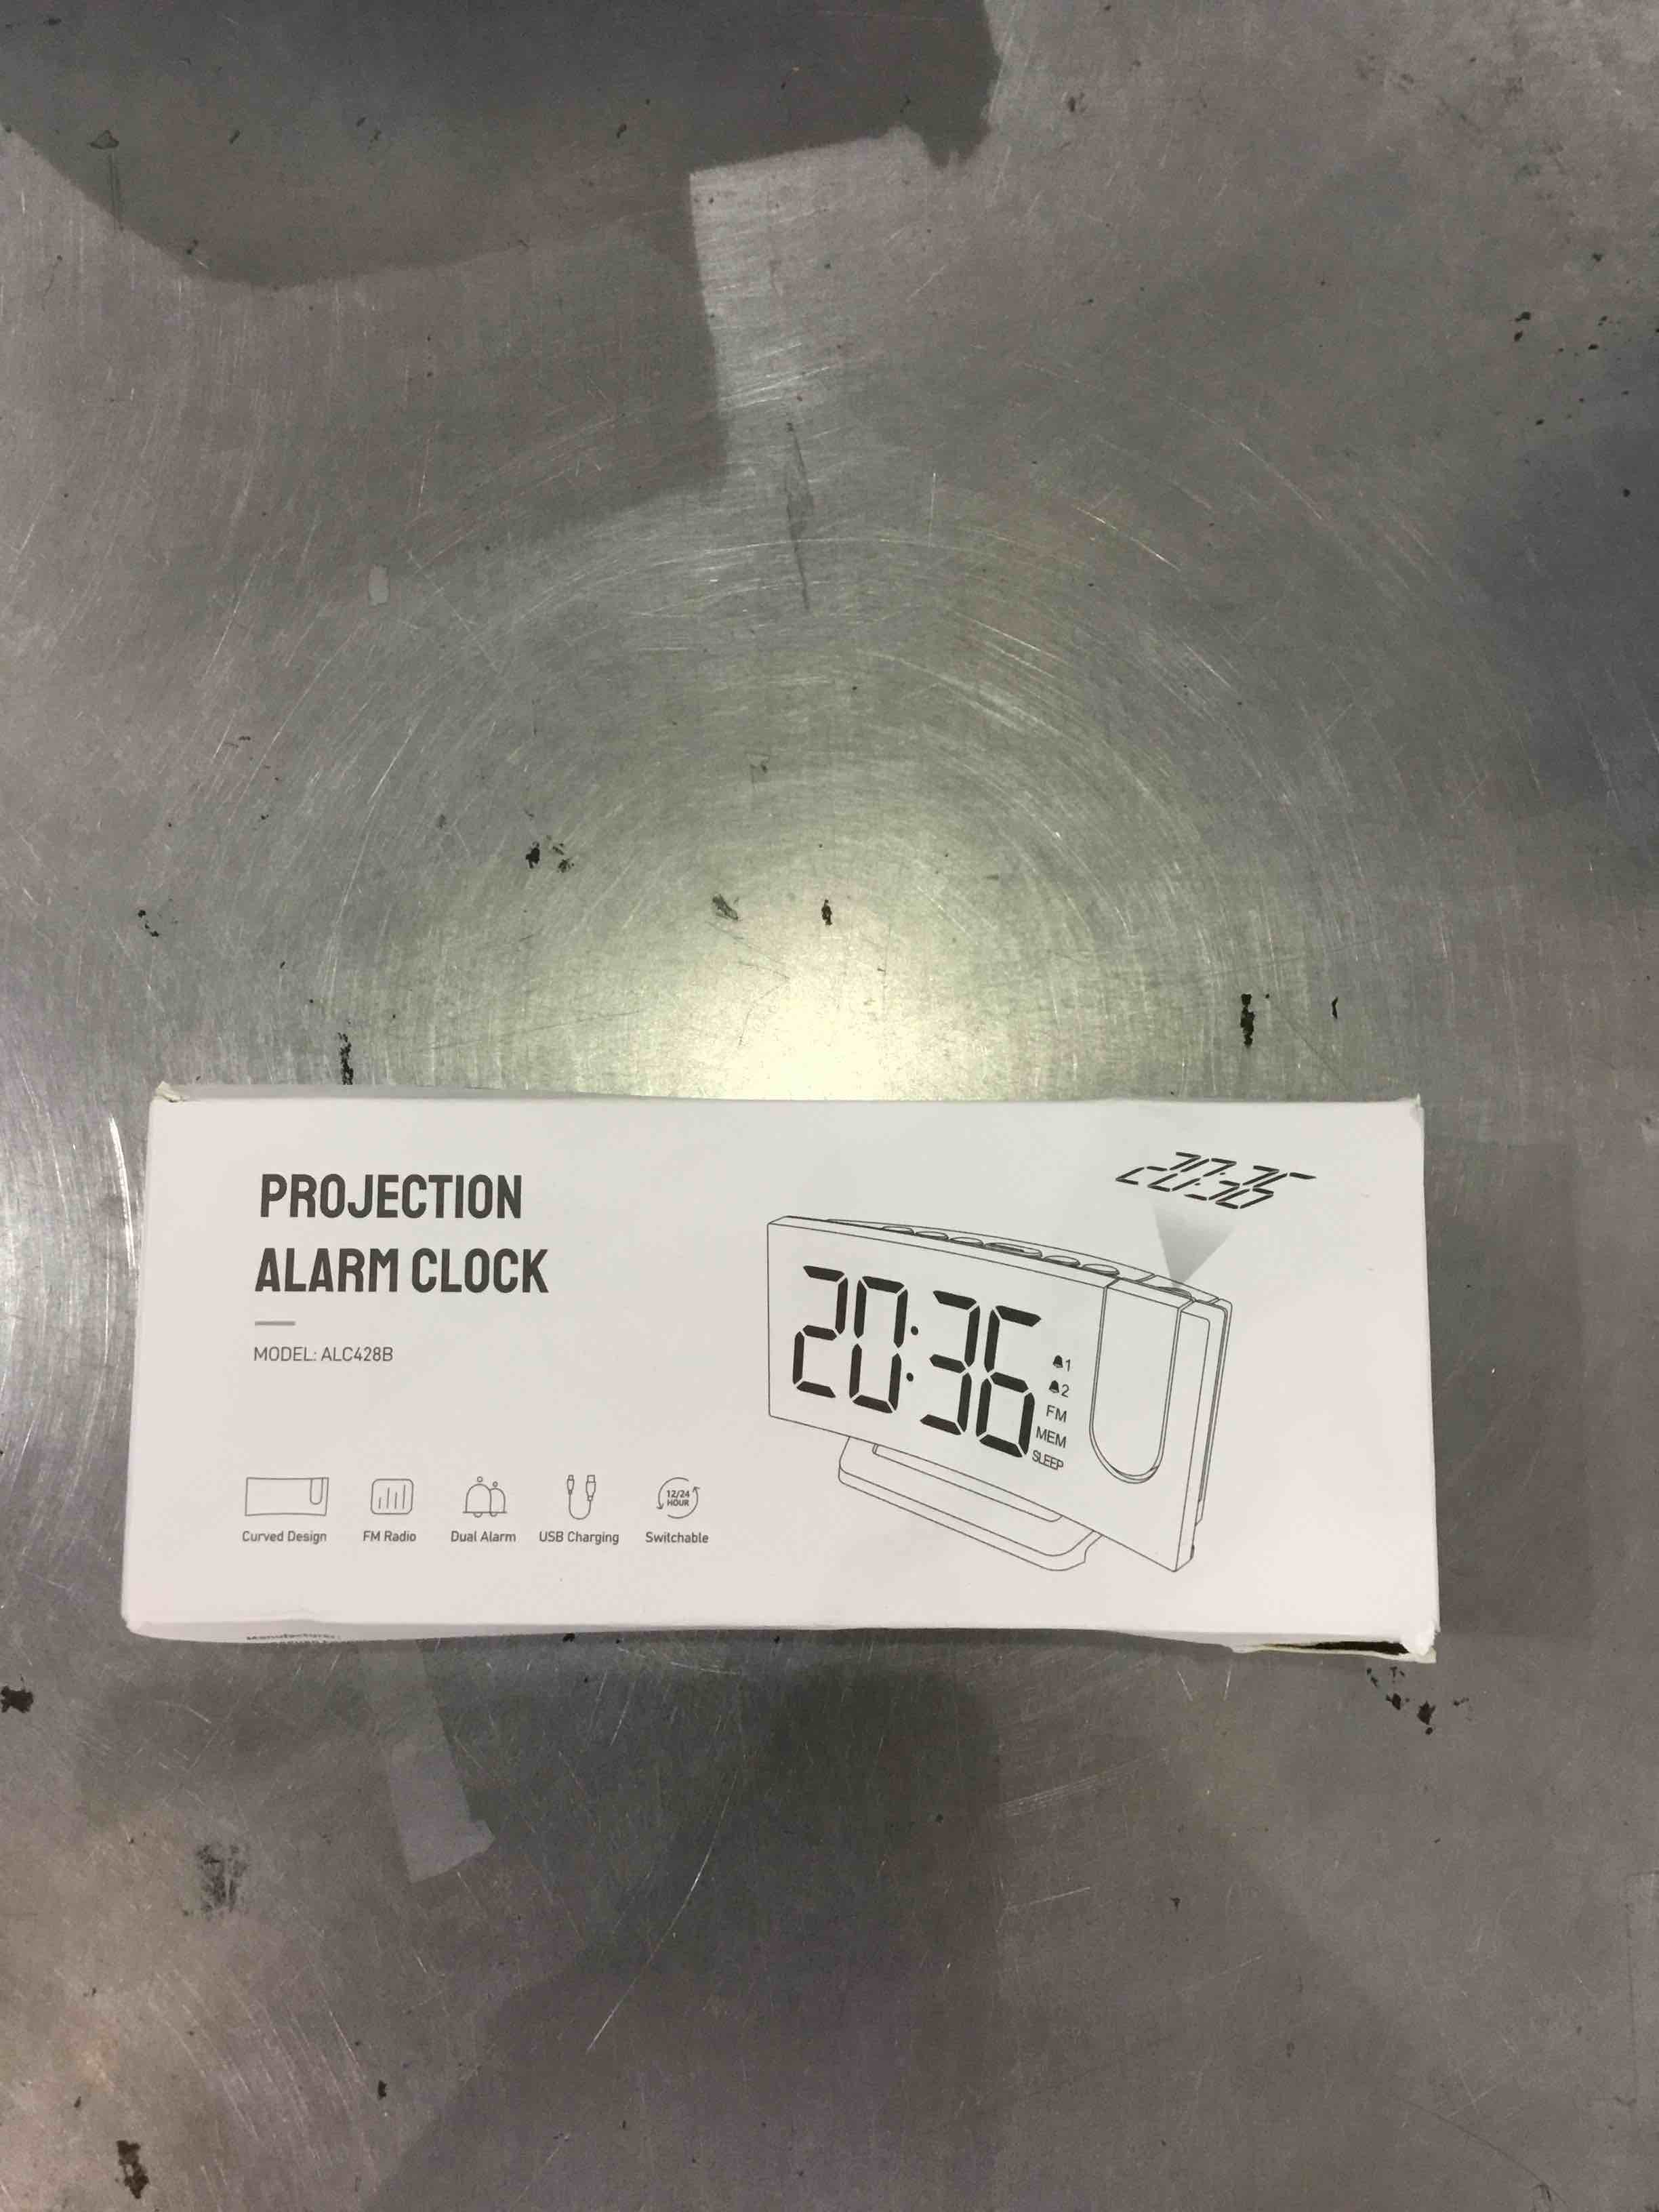 PROJECTION
ALARM CLOCK
MODEL: ALC428B
20:36
20:36
1
2
FM
MEM
SLEEP
12/24
HOUR
Curved Design
FM Radio
Dual Alarm
USB Charging
Switchable
Manufacturer: